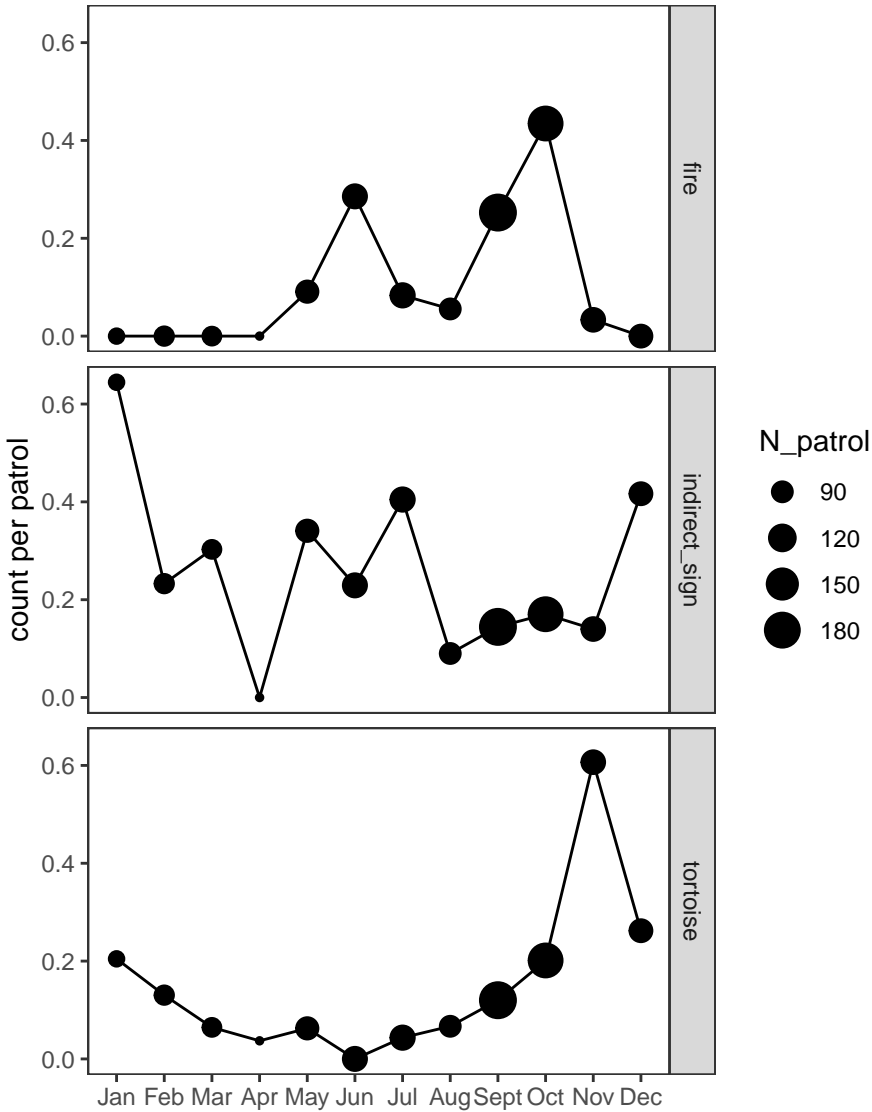 0.6
0.4
0.2
0.0
fire
0.6
0.4
0.2
0.0
indirect_sign
0.6
0.4
0.2
0.0
tortoise
count per patrol
Jan Feb Mar Apr May Jun Jul Aug Sept Oct Nov Dec
N_patrol
90
120
150
180